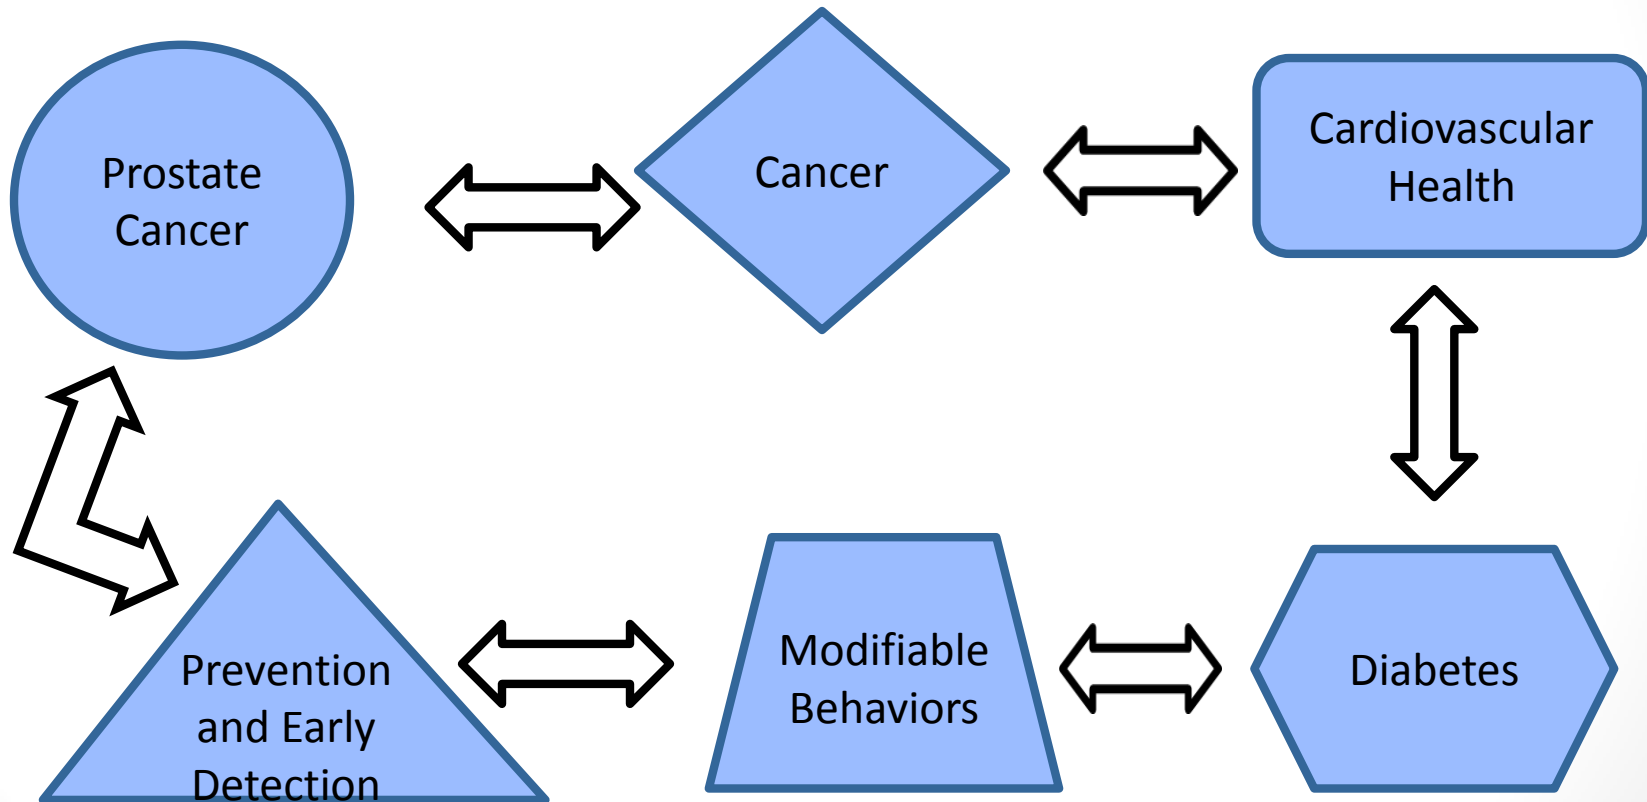 Prostate
Cancer
Cancer
Cardiovascular
Health
Prevention
and Early
Detection
Modifiable
Behaviors
Diabetes